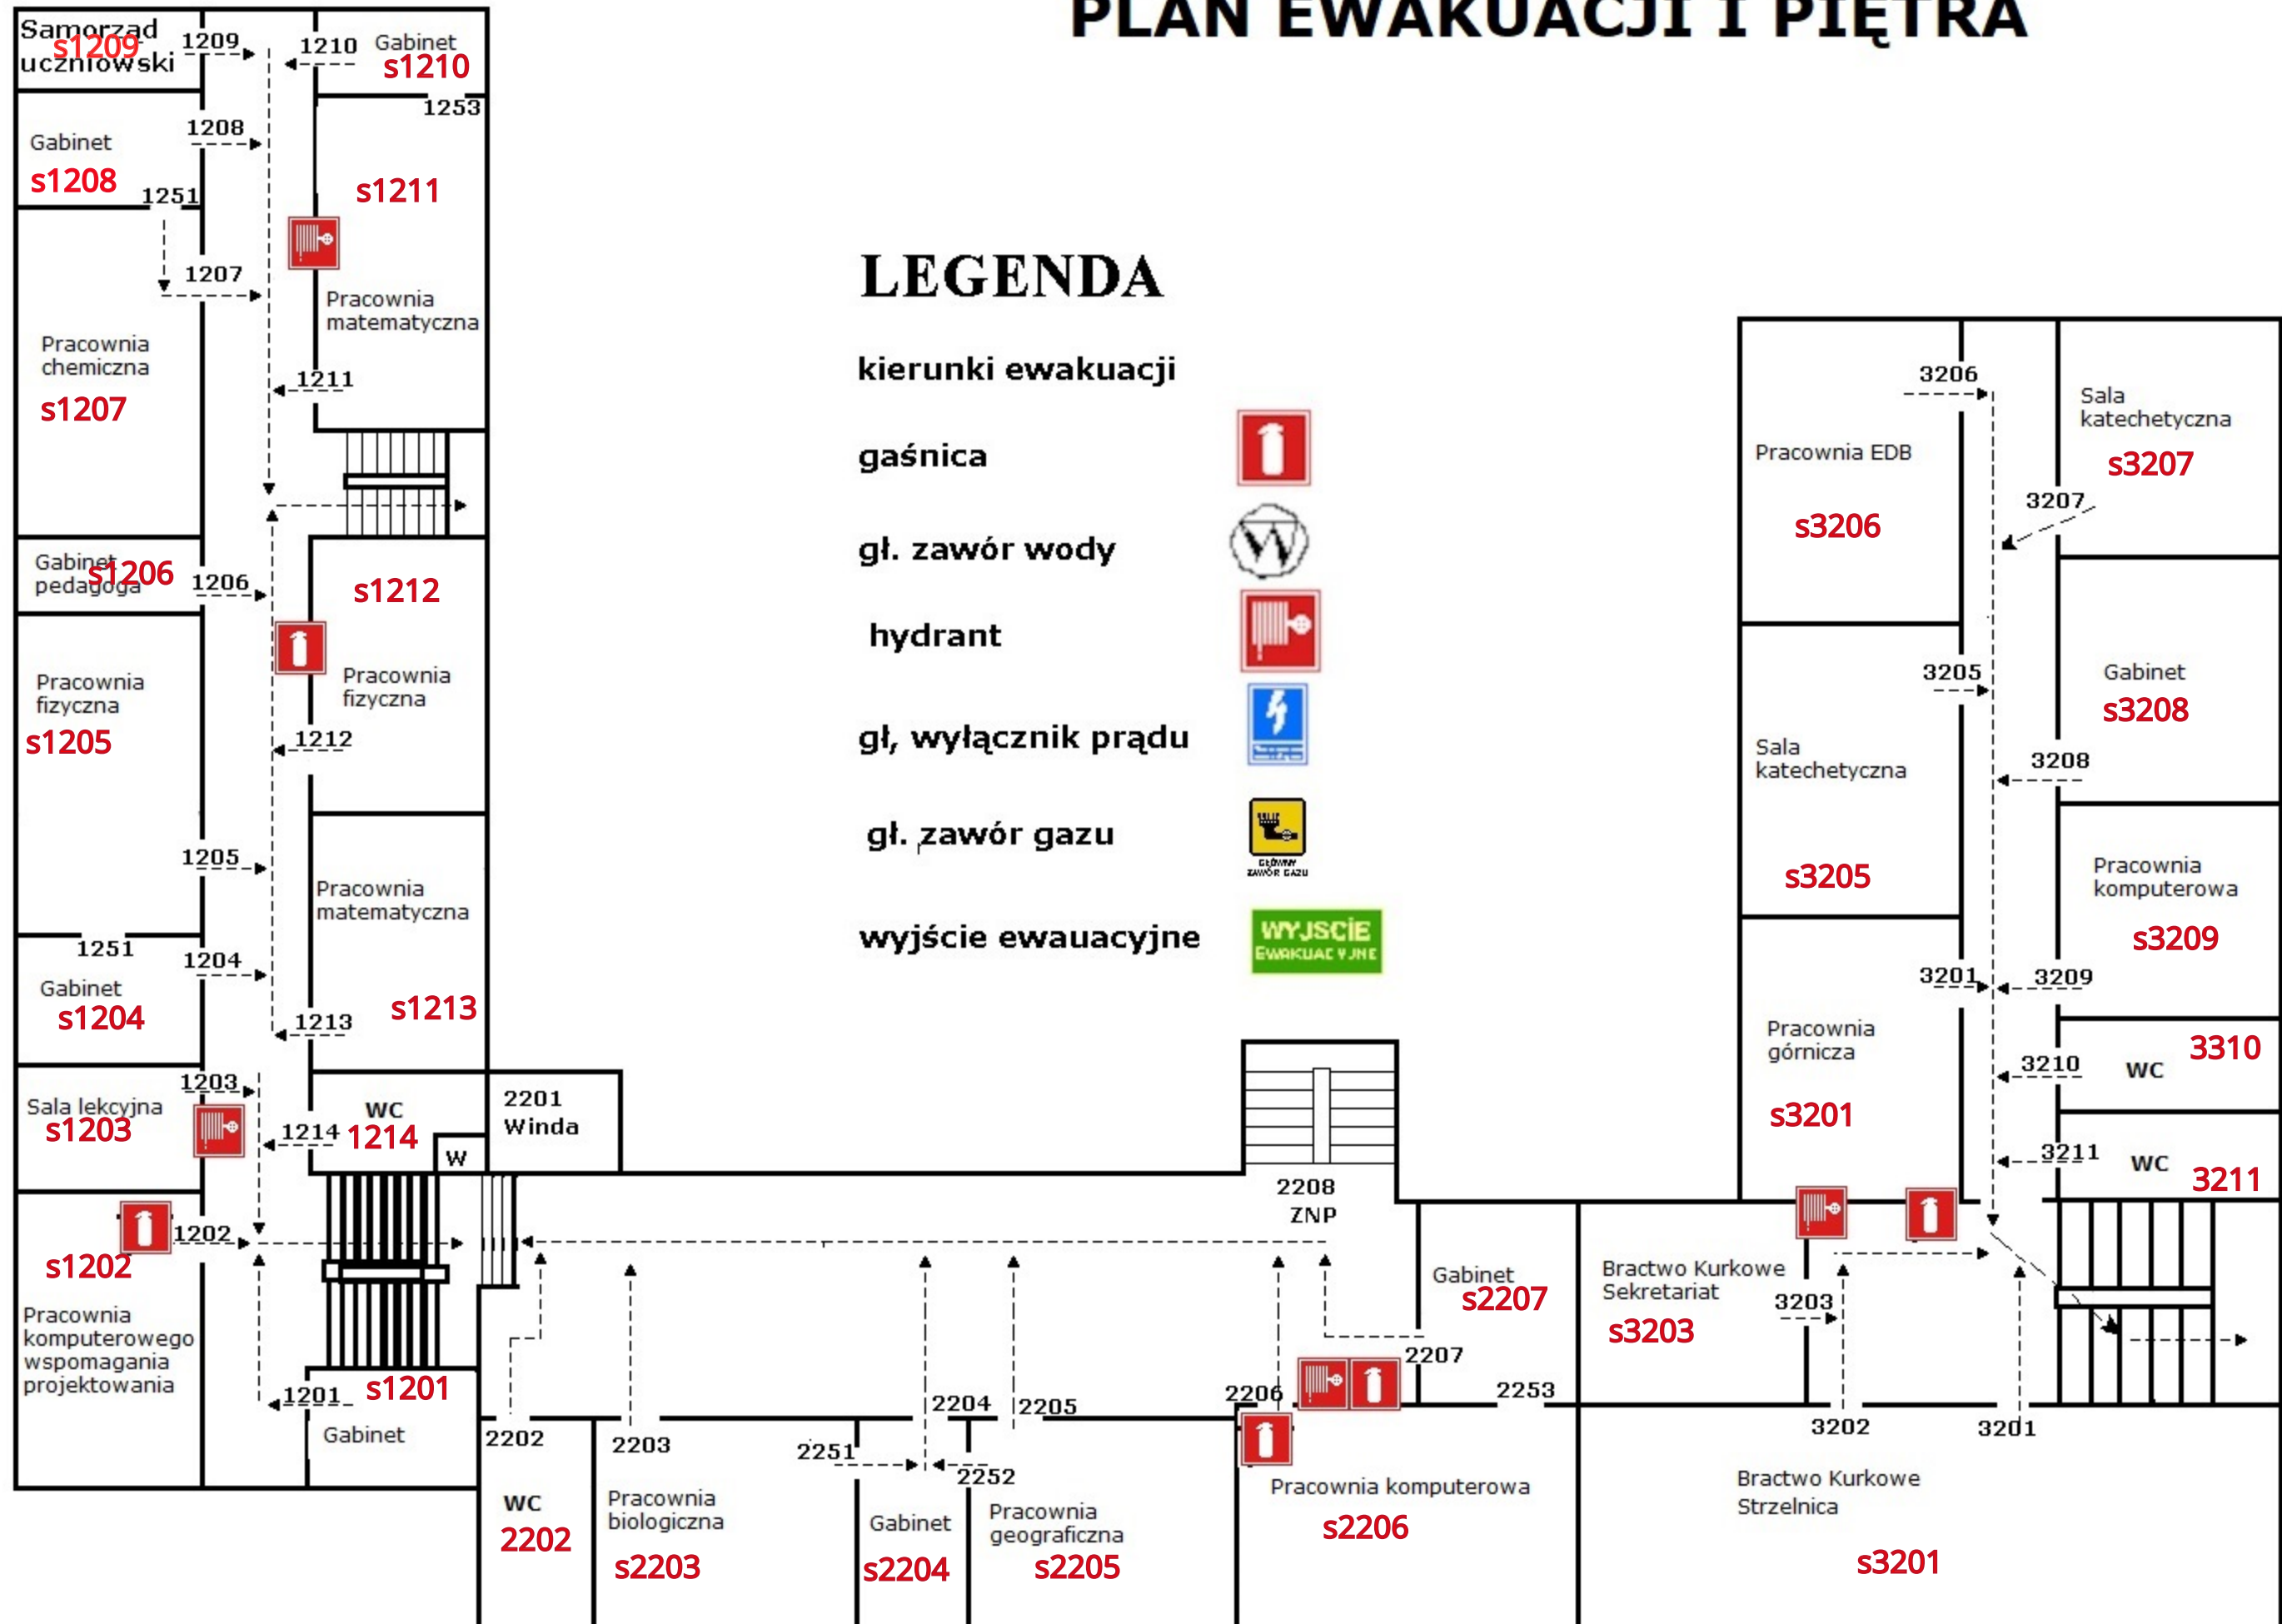 PLAN EWAKUACJI I PIĘTRA
Samorząd
uczniowski
s1209
1209
1210
Gabinet
s1210
1253
Gabinet
s1208
1208
1251
s1211
Pracownia
matematyczna
1207
Pracownia
chemiczna
s1207
1211
Gabinet
pedagoga
s1206
1206
s1212
Pracownia
fizyczna
s1205
Pracownia
fizyczna
1212
1205
Pracownia
matematyczna
s1213
1251
1204
Gabinet
s1204
1213
1203
Sala lekcyjna
s1203
WC
1214
1214
W
2201
Winda
1202
s1202
Pracownia
komputerowego
wspomagania
projektowania
1201
s1201
Gabinet
LEGENDA
kierunki ewakuacji
gaśnica
gł. zawór wody
hydrant
gł, wyłącznik prądu
gł. zawór gazu
GŁÓWNY
ZAWÓR GAZU
wyjście ewauacyjne
WYJSCiE
EWAKUACYJNE
2208
ZNP
2202
WC
2202
2203
Pracownia
biologiczna
s2203
2251
2204
2252
Gabinet
s2204
2205
Pracownia
geograficzna
s2205
2206
Pracownia komputerowa
s2206
2207
Gabinet
s2207
2253
Bractwo Kurkowe
Sekretariat
s3203
3203
3202
3201
Bractwo Kurkowe
Strzelnica
s3201
3206
Pracownia EDB
s3206
Sala
katechetyczna
s3207
3207
3205
Sala
katechetyczna
s3205
Gabinet
s3208
3208
Pracownia
komputerowa
s3209
3201
3209
Pracownia
górnicza
s3201
3310
3210
WC
3211
WC
3211